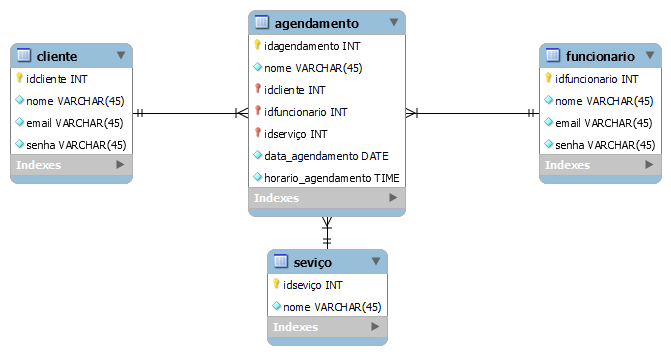 cliente
idcliente INT
nome VARCHAR(45)
email VARCHAR(45)
senha VARCHAR(45)
Indexes
agendamento
idagendamento INT
nome VARCHAR(45)
idcliente INT
idfuncionario INT
idserviço INT
data_agendamento DATE
horario_agendamento TIME
Indexes
funcionario
idfuncionario INT
nome VARCHAR(45)
email VARCHAR(45)
senha VARCHAR(45)
Indexes
seviço
idseviço INT
nome VARCHAR(45)
Indexes